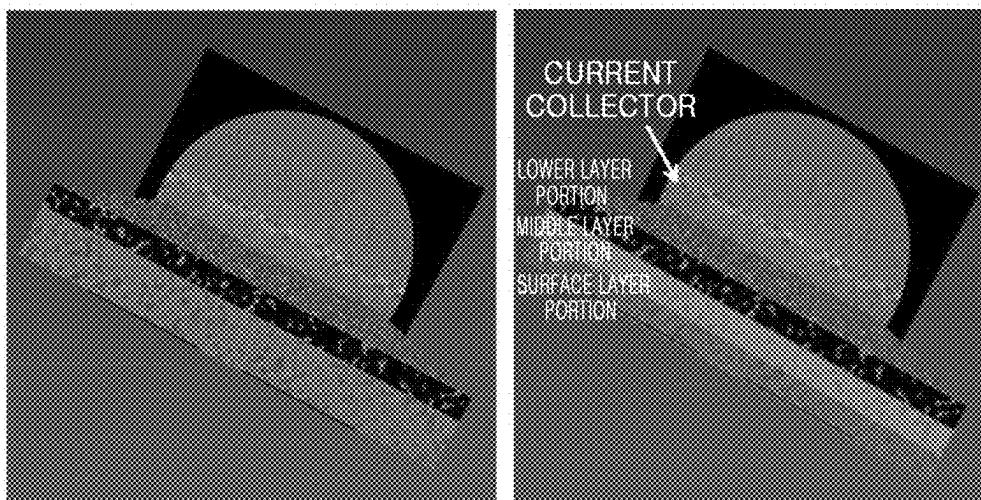 CURRENT
COLLECTOR
LOWER LAYER
PORTION
MIDDLE LAYER
PORTION
SURFACE LAYER
PORTION